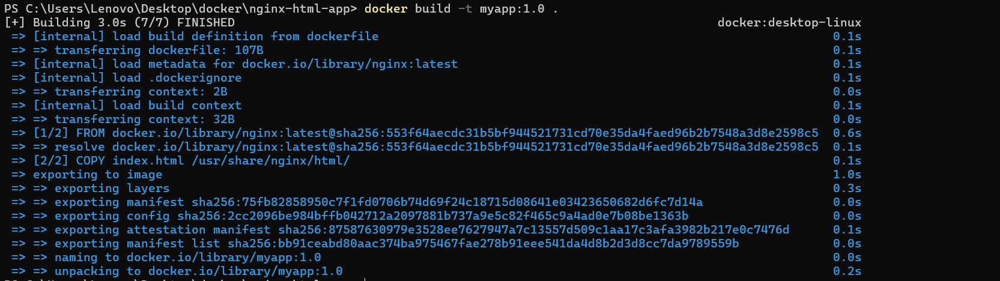 PS C:\Users\Lenovo\Desktop\docker\nginx-html-app> docker build -t myapp:1.0 .
[+] Building 3.0s (7/7) FINISHED docker:desktop-linux
=> [internal] load build definition from dockerfile 0.1s
=> => transferring dockerfile: 107B 0.1s
=> [internal] load metadata for docker.io/library/nginx:latest 0.1s
=> [internal] load .dockerignore 0.1s
=> => transferring context: 2B 0.0s
=> [internal] load build context 0.1s
=> => transferring context: 32B 0.0s
=> [1/2] FROM docker.io/library/nginx:latest@sha256:553f64aecdc31b5bf944521731cd70e35da4faed96b2b7548a3d8e2598c5 0.6s
=> => resolve docker.io/library/nginx:latest@sha256:553f64aecdc31b5bf944521731cd70e35da4faed96b2b7548a3d8e2598c5 0.1s
=> [2/2] COPY index.html /usr/share/nginx/html/ 0.1s
=> exporting to image 1.0s
=> => exporting layers 0.3s
=> => exporting manifest sha256:75fb82858950c7f1fd0706b74d69f24c18715d08641e03423650682d6fc7d14a 0.0s
=> => exporting config sha256:2cc2096be984bffb042712a2097881b737a9e5c82f465c9a4ad0e7b08be1363b 0.0s
=> => exporting attestation manifest sha256:87587630979e3528ee7627947a7c13557d509c1aa17c3afa3982b217e0c7476d 0.1s
=> => exporting manifest list sha256:bb91ceabd80aac374ba975467fae278b91eee541da4d8b2d3d8cc7da9789559b 0.0s
=> => naming to docker.io/library/myapp:1.0 0.0s
=> => unpacking to docker.io/library/myapp:1.0 0.2s